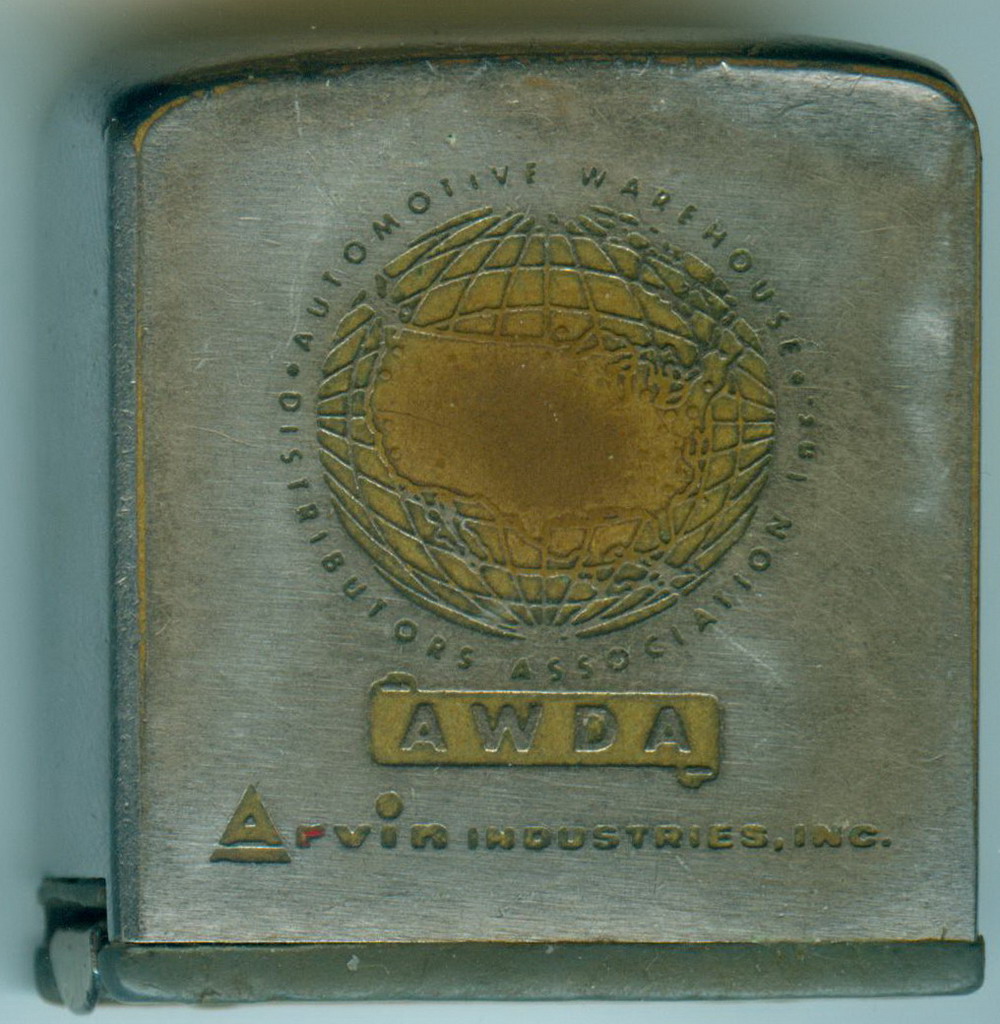 • AUTOMOTIVE WAREHOUSE •
DISTRIBUTORS ASSOCIATION
AWDA
Arvin INDUSTRIES, INC.